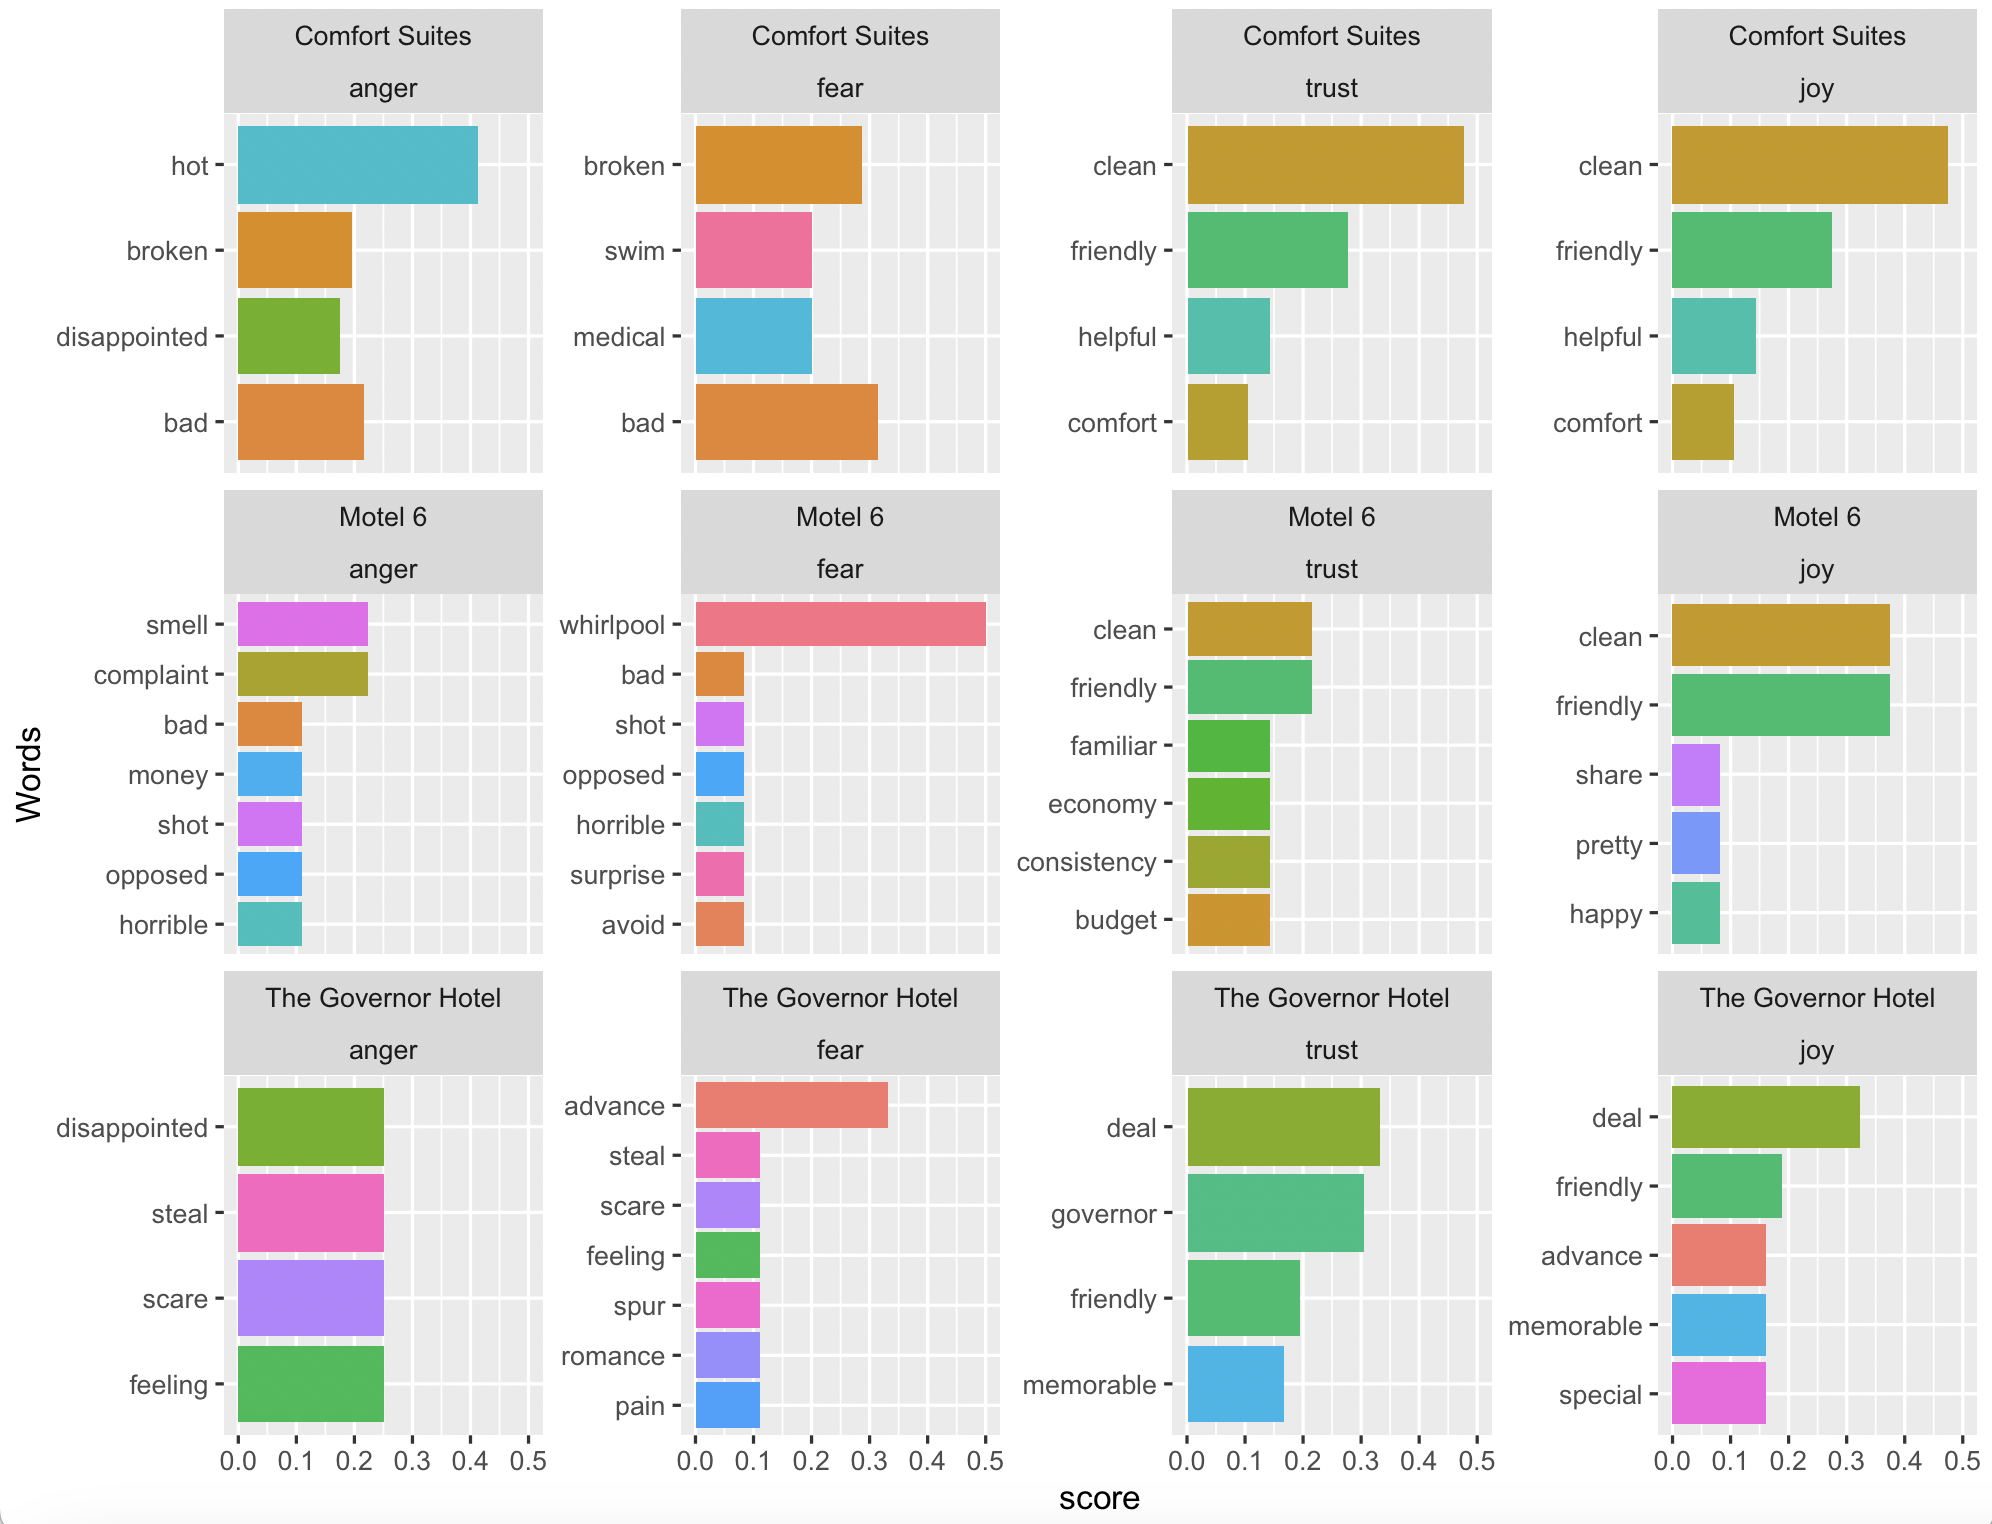 Comfort Suites
anger
hot
broken
disappointed
bad
Comfort Suites
fear
broken
swim
medical
bad
Comfort Suites
trust
clean
friendly
helpful
comfort
Comfort Suites
joy
clean
friendly
helpful
comfort
Words
Motel 6
anger
smell
complaint
bad
money
shot
opposed
horrible
Motel 6
fear
whirlpool
bad
shot
opposed
horrible
surprise
avoid
Motel 6
trust
clean
friendly
familiar
economy
consistency
budget
Motel 6
joy
clean
friendly
share
pretty
happy
The Governor Hotel
anger
disappointed
steal
scare
feeling
0.0 0.1 0.2 0.3 0.4 0.5
The Governor Hotel
fear
advance
steal
scare
feeling
spur
romance
pain
0.0 0.1 0.2 0.3 0.4 0.5
The Governor Hotel
trust
deal
governor
friendly
memorable
0.0 0.1 0.2 0.3 0.4 0.5
The Governor Hotel
joy
deal
friendly
advance
memorable
special
0.0 0.1 0.2 0.3 0.4 0.5
score